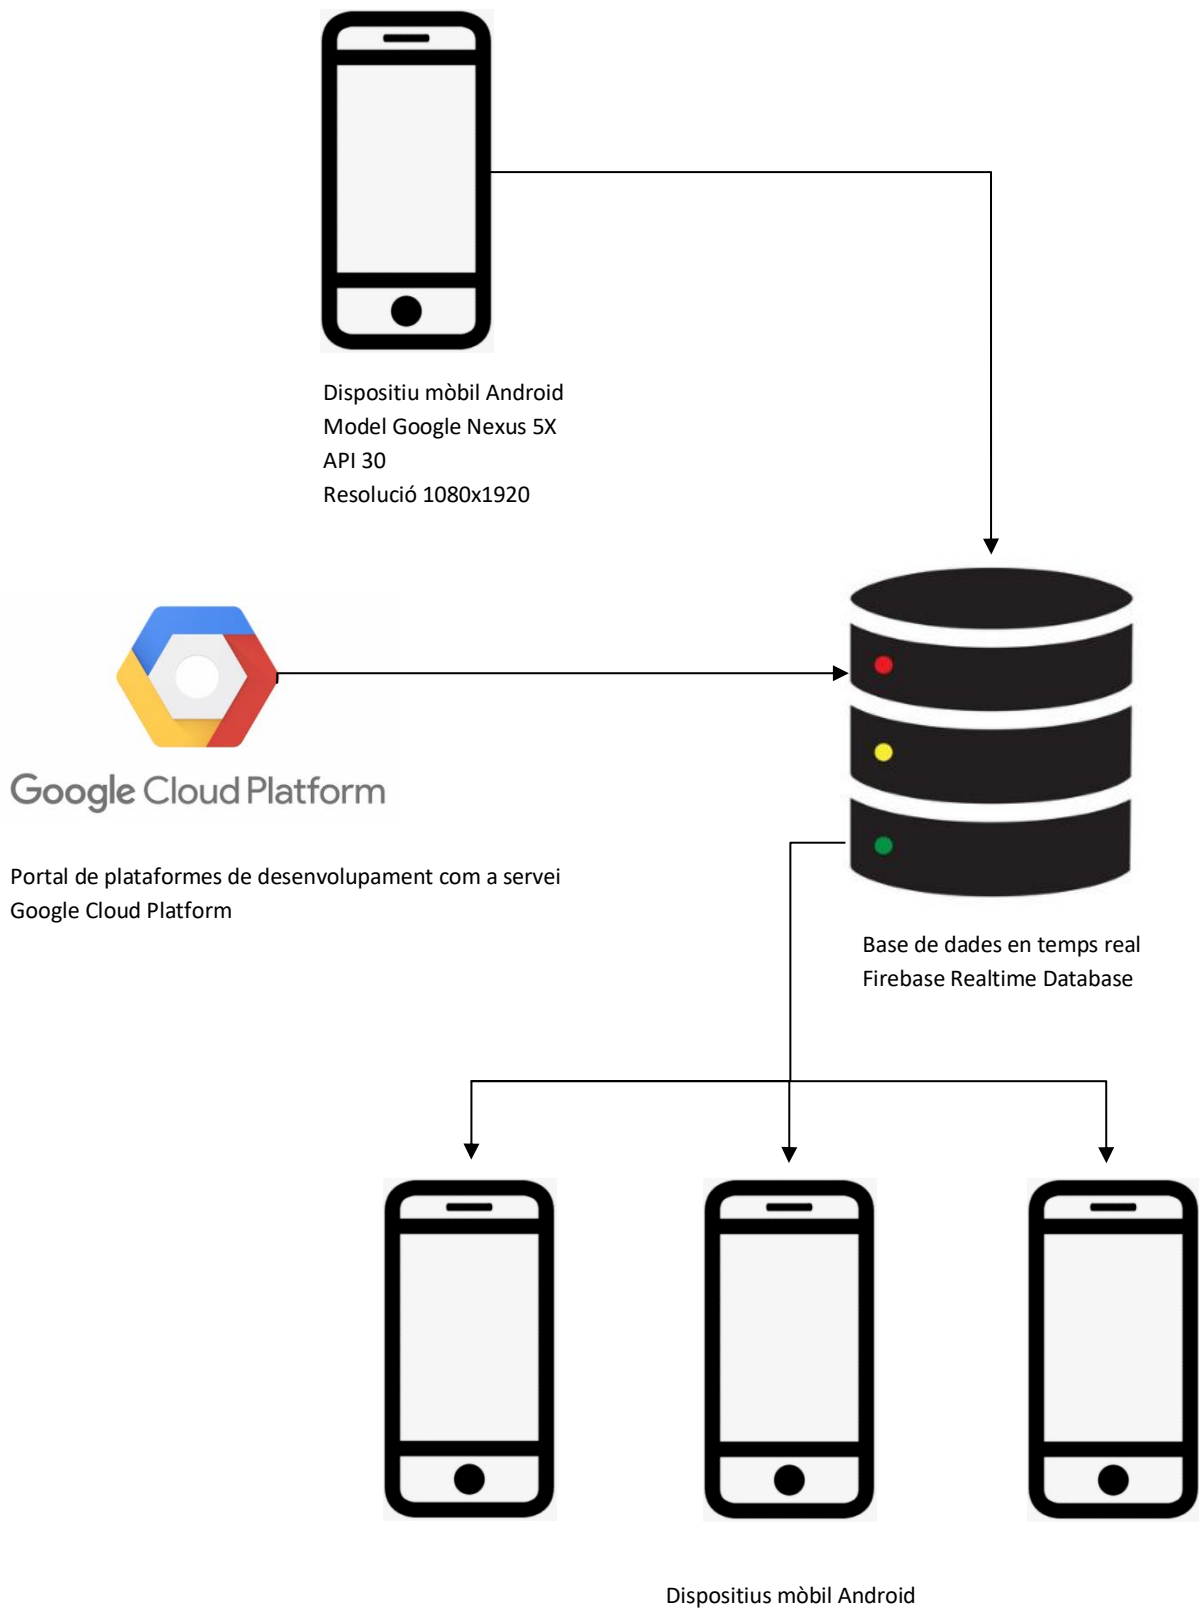 Dispositiu mòbil Android
Model Google Nexus 5X
API 30
Resolució 1080x1920
Google Cloud Platform
Portal de plataformes de desenvolupament com a servei
Google Cloud Platform
Base de dades en temps real
Firebase Realtime Database
Dispositius mòbil Android